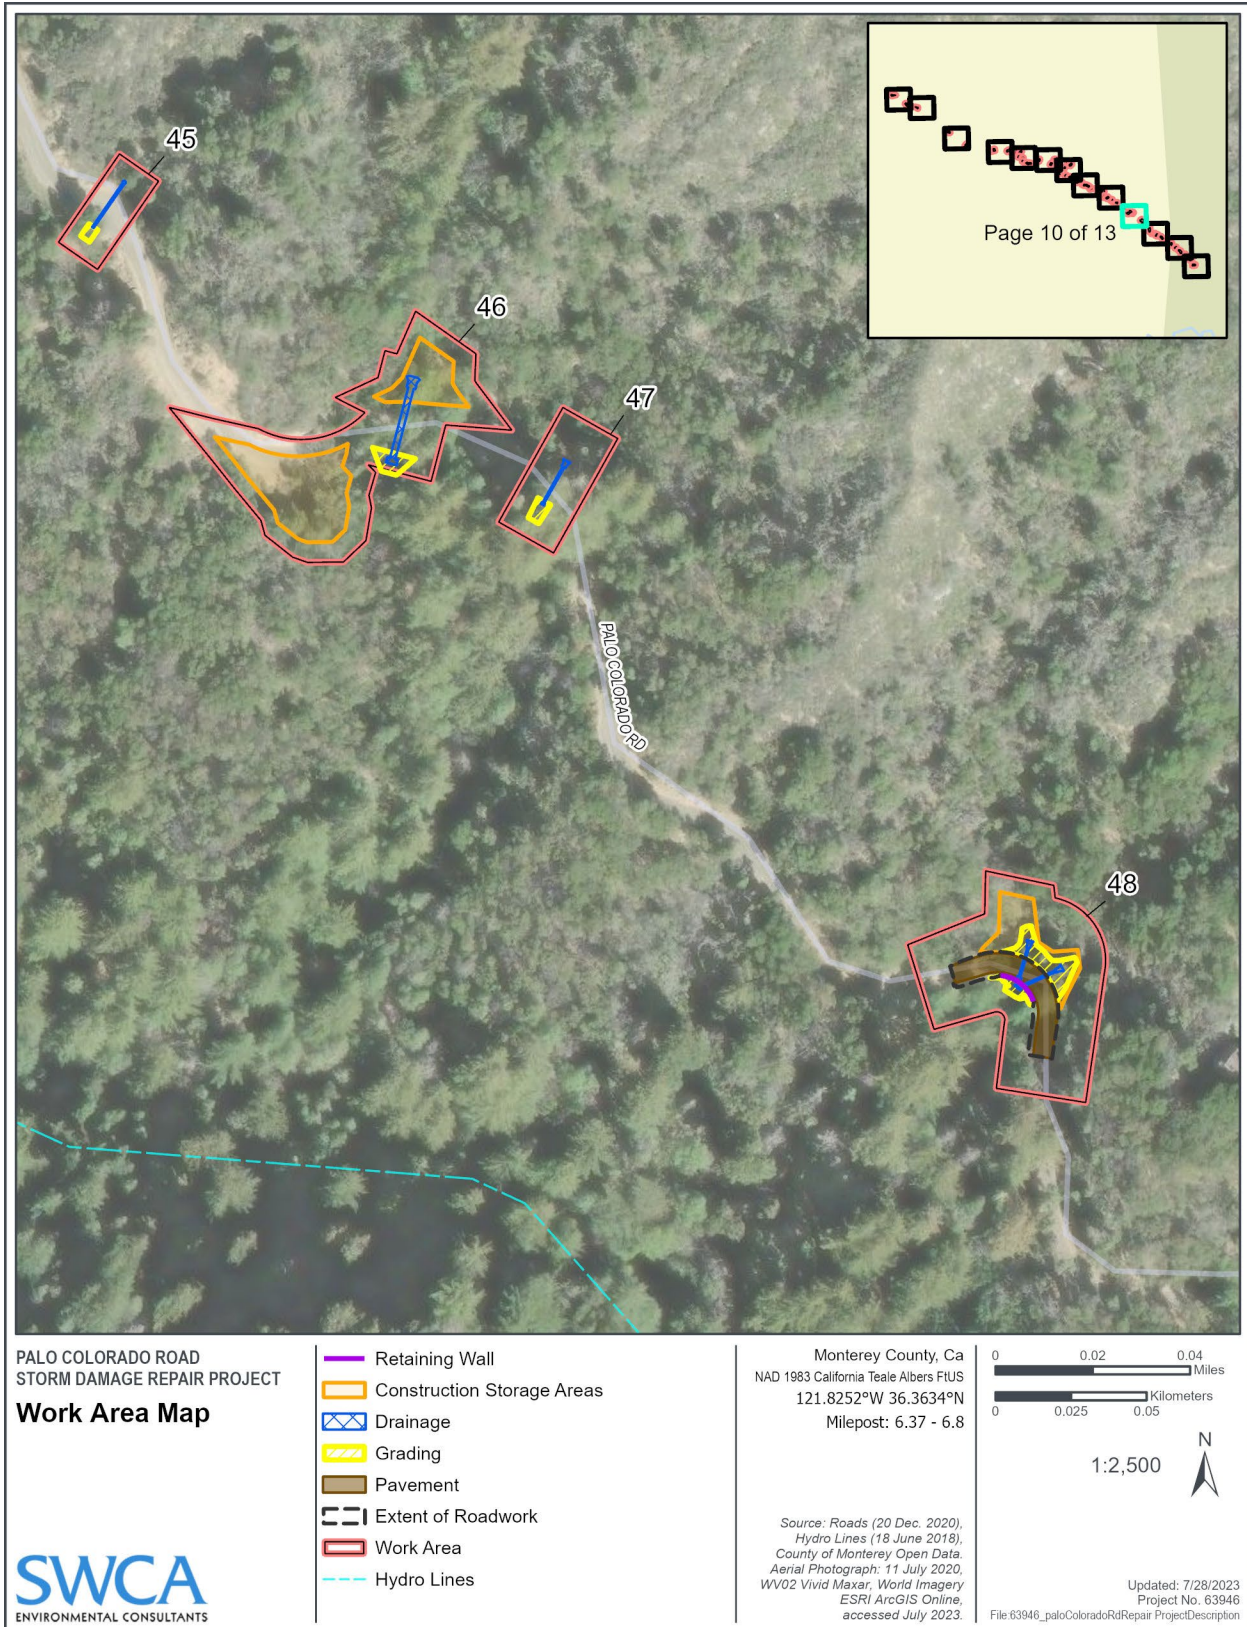 45
46
47
48
PALO COLORADO RD
Page 10 of 13
PALO COLORADO ROAD
STORM DAMAGE REPAIR PROJECT
Work Area Map
SWCA
ENVIRONMENTAL CONSULTANTS
Retaining Wall
Construction Storage Areas
Drainage
Grading
Pavement
Extent of Roadwork
Work Area
Hydro Lines
Monterey County, Ca
NAD 1983 California Teale Albers FtUS
121.8252°W 36.3634°N
Milepost: 6.37 - 6.8
Source: Roads (20 Dec. 2020),
Hydro Lines (18 June 2018),
County of Monterey Open Data.
Aerial Photograph: 11 July 2020,
WV02 Vivid Maxar, World Imagery
ESRI ArcGIS Online,
accessed July 2023.
0 0.02 0.04
Miles
Kilometers
0 0.025 0.05
N
1:2,500
Updated: 7/28/2023
Project No. 63946
File:63946_paloColoradoRdRepair ProjectDescription